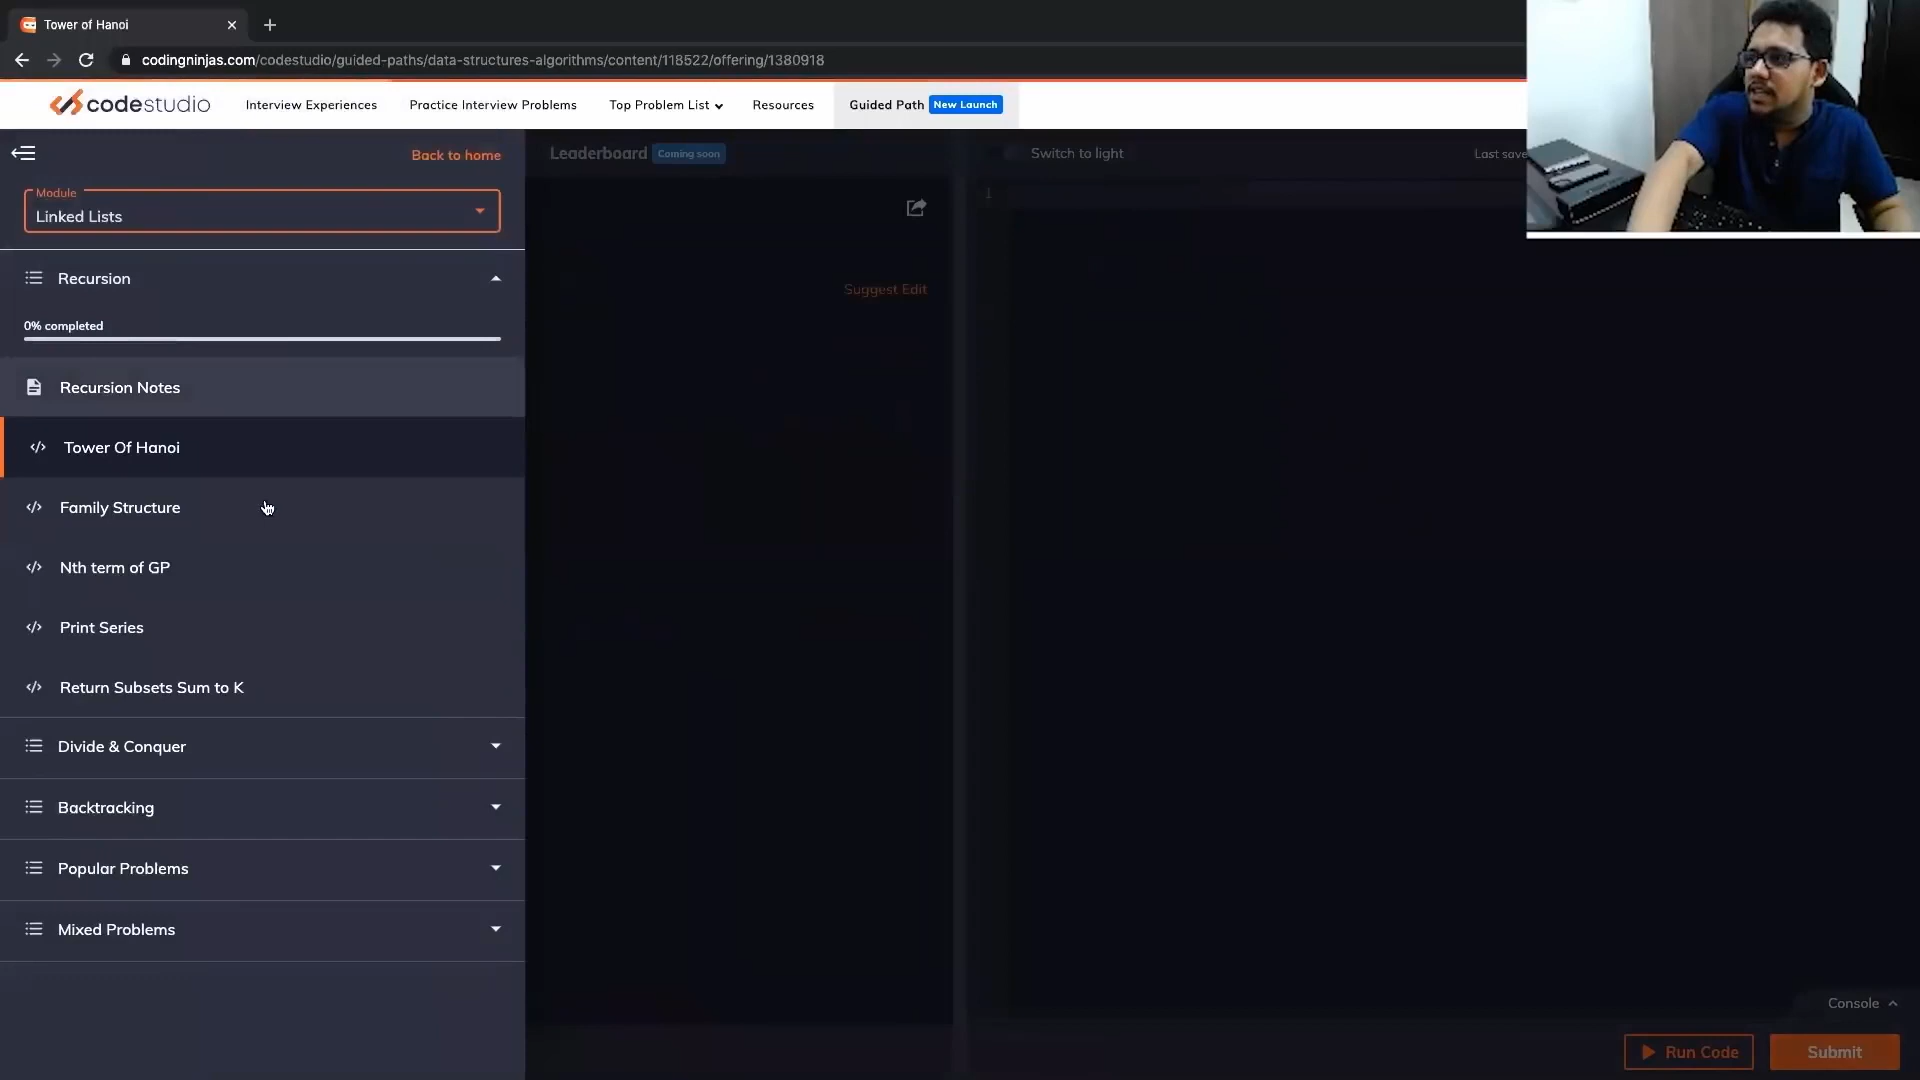 Tower of Hanoi
codingninjas.com/codestudio/guided-paths/data-structures-algorithms/content/118522/offering/1380918
codestudio
Interview Experiences
Practice Interview Problems
Top Problem List
Resources
Guided Path New Launch
Back to home
Leaderboard Coming soon
Switch to light
Last save
Module
Linked Lists
Suggest Edit
1
Recursion
0% completed
Recursion Notes
</> Tower Of Hanoi
</> Family Structure
</> Nth term of GP
</> Print Series
</> Return Subsets Sum to K
Divide & Conquer
Backtracking
Popular Problems
Mixed Problems
Console
Run Code
Submit